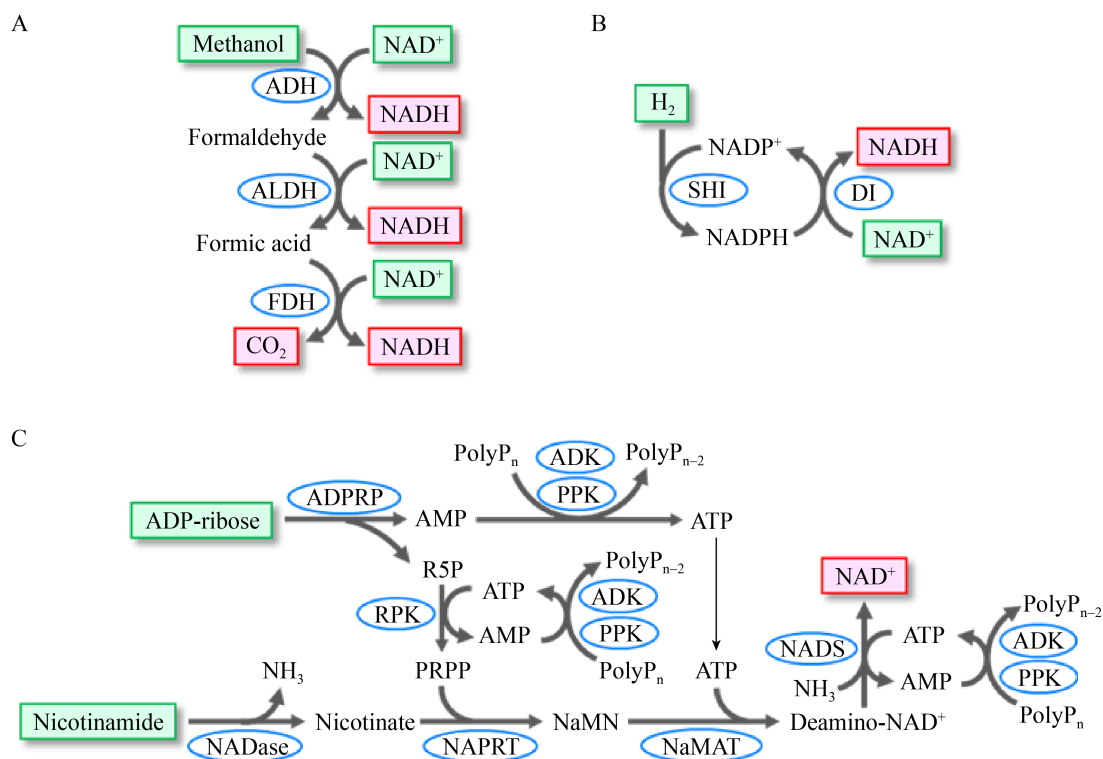 A
Methanol
NAD⁺
ADH
NADH
Formaldehyde
NAD⁺
ALDH
NADH
Formic acid
NAD⁺
FDH
CO₂
NADH
B
H₂
NADP⁺
NADH
SHI
DI
NADPH
NAD⁺
C
PolyPₙ
ADK
PolyPₙ₋₂
PPK
ADPRP
ADP-ribose
AMP
ATP
R5P
ATP
PolyPₙ₋₂
NAD⁺
RPK
ADK
PolyPₙ₋₂
AMP
PPK
NADS
ATP
ADK
NH₃
PRPP
PolyPₙ
ATP
NH₃
AMP
PPK
Nicotinamide
Nicotinate
NaMN
Deamino-NAD⁺
PolyPₙ
NADase
NAPRT
NaMAT